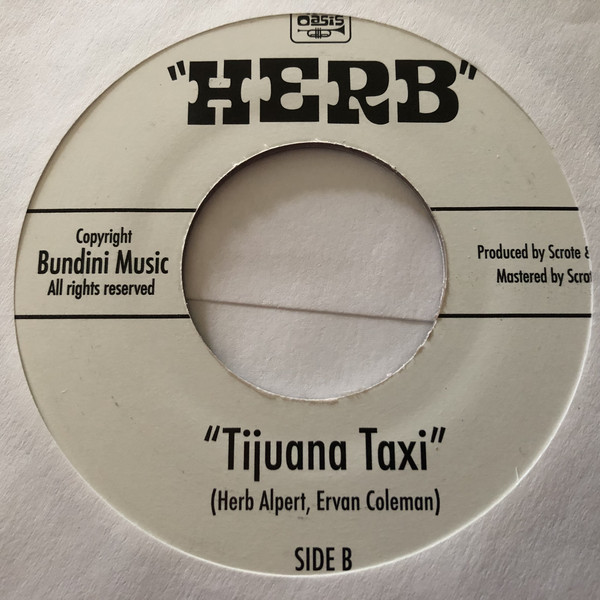 Oasis
"HERB"
Copyright
Bundini Music
All rights reserved
Produced by Scrote &
Mastered by
"Tijuana Taxi"
(Herb Alpert, Ervan Coleman)
SIDE B